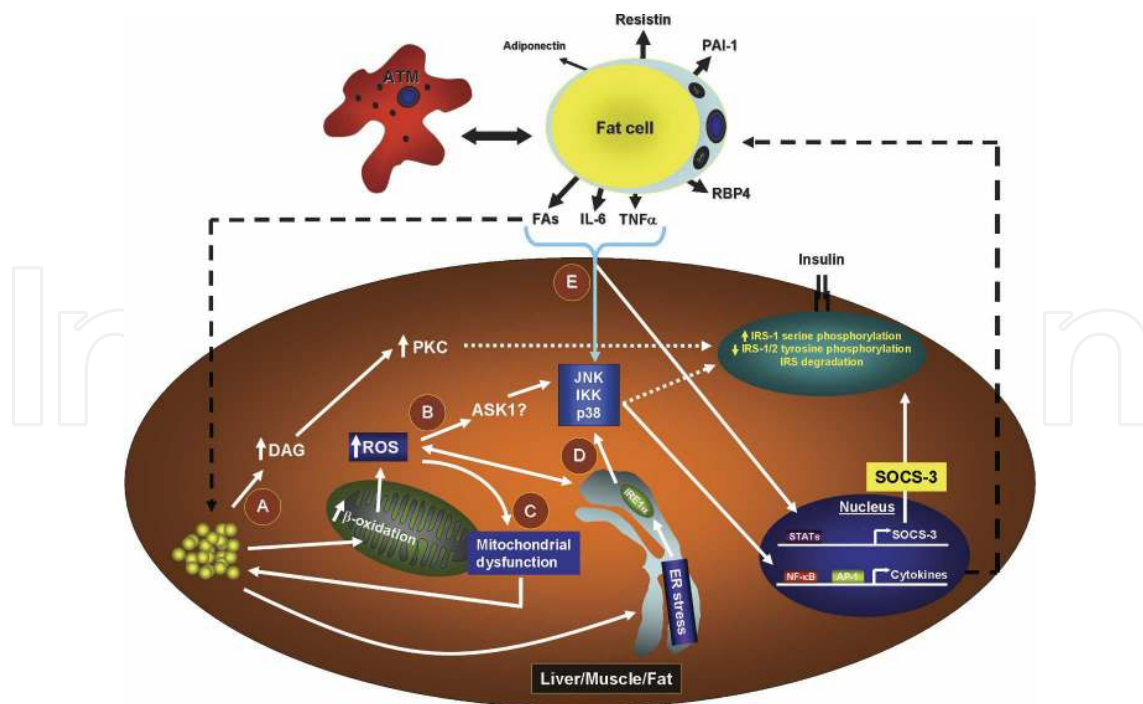 Resistin
Adiponectin
PAI-1
ATM
Fat cell
RBP4
FAs IL-6 TNFα
Insulin
E
↑ IRS-1 serine phosphorylation
↓ IRS-1/2 tyrosine phosphorylation
IRS degradation
↑ PKC
JNK
IKK
p38
B
ASK1?
↑ DAG
↑ROS
D
SOCS-3
A
IRE1α
Nucleus
C
β-oxidation
STATs
SOCS-3
Mitochondrial
dysfunction
NF-κB AP-1 Cytokines
ER stress
Liver/Muscle/Fat